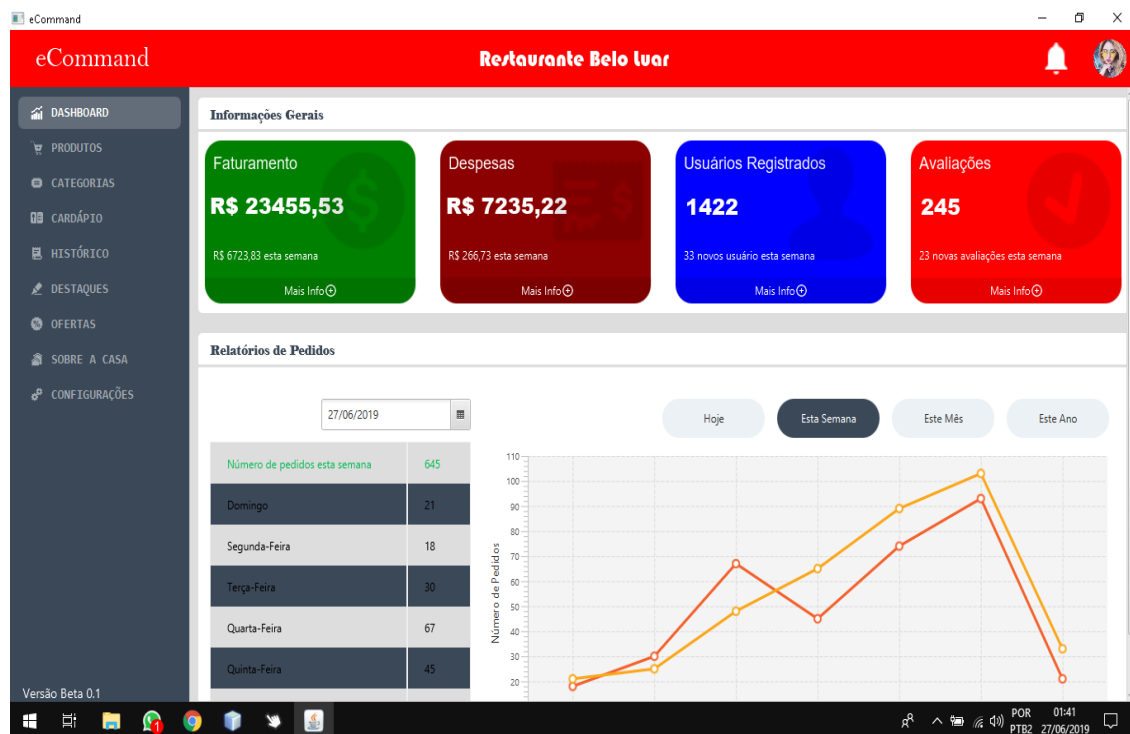 eCommand
eCommand
Restaurante Belo Luar
DASHBOARD
PRODUTOS
CATEGORIAS
CARDÁPIO
HISTÓRICO
DESTAQUES
OFERTAS
SOBRE A CASA
CONFIGURAÇÕES
Versão Beta 0.1
Informações Gerais
Faturamento
R$ 23455,53
R$ 6723,83 esta semana
Mais Info
Despesas
R$ 7235,22
R$ 266,73 esta semana
Mais Info
Usuários Registrados
1422
33 novos usuário esta semana
Mais Info
Avaliações
245
23 novas avaliações esta semana
Mais Info
Relatórios de Pedidos
27/06/2019
Hoje
Esta Semana
Este Mês
Este Ano
Número de pedidos esta semana 645
Domingo 21
Segunda-Feira 18
Terça-Feira 30
Quarta-Feira 67
Quinta-Feira 45
Número de Pedidos
110
100
90
80
70
60
50
40
30
20
1
POR
PTB2
01:41
27/06/2019